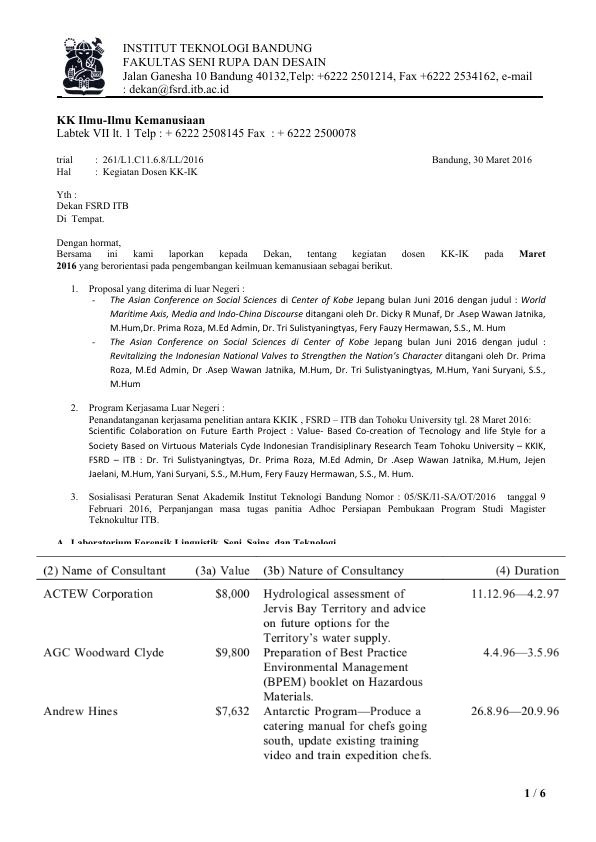 INSTITUT TEKNOLOGI BANDUNG
FAKULTAS SENI RUPA DAN DESAIN
Jalan Ganesha 10 Bandung 40132,Telp: +6222 2501214, Fax +6222 2534162, e-mail
: dekan@fsrd.itb.ac.id
KK Ilmu-Ilmu Kemanusiaan
Labtek VII lt. 1 Telp : + 6222 2508145 Fax : + 6222 2500078
trial : 261/L1.C11.6.8/LL/2016 Bandung, 30 Maret 2016
Hal : Kegiatan Dosen KK-IK
Yth :
Dekan FSRD ITB
Di Tempat.
Dengan hormat,
Bersama ini kami laporkan kepada Dekan, tentang kegiatan dosen KK-IK pada Maret
2016 yang berorientasi pada pengembangan keilmuan kemanusiaan sebagai berikut.
1. Proposal yang diterima di luar Negeri :
- The Asian Conference on Social Sciences di Center of Kobe Jepang bulan Juni 2016 dengan judul : World
Maritime Axis, Media and Indo-China Discourse ditangani oleh Dr. Dicky R Munaf, Dr .Asep Wawan Jatnika,
M.Hum,Dr. Prima Roza, M.Ed Admin, Dr. Tri Sulistyaningtyas, Fery Fauzy Hermawan, S.S., M. Hum
- The Asian Conference on Social Sciences di Center of Kobe Jepang bulan Juni 2016 dengan judul :
Revitalizing the Indonesian National Valves to Strengthen the Nation's Character ditangani oleh Dr. Prima
Roza, M.Ed Admin, Dr .Asep Wawan Jatnika, M.Hum, Dr. Tri Sulistyaningtyas, M.Hum, Yani Suryani, S.S.,
M.Hum
2. Program Kerjasama Luar Negeri :
Penandatanganan kerjasama penelitian antara KKIK , FSRD – ITB dan Tohoku University tgl. 28 Maret 2016:
Scientific Colaboration on Future Earth Project : Value- Based Co-creation of Tecnology and life Style for a
Society Based on Virtuous Materials Cyde Indonesian Trandisiplinary Research Team Tohoku University – KKIK,
FSRD – ITB : Dr. Tri Sulistyaningtyas, Dr. Prima Roza, M.Ed Admin, Dr .Asep Wawan Jatnika, M.Hum, Jejen
Jaelani, M.Hum, Yani Suryani, S.S., M.Hum, Fery Fauzy Hermawan, S.S, M. Hum.
3. Sosialisasi Peraturan Senat Akademik Institut Teknologi Bandung Nomor : 05/SK/I1-SA/OT/2016 tanggal 9
Februari 2016, Perpanjangan masa tugas panitia Adhoc Persiapan Pembukaan Program Studi Magister
Teknokultur ITB.
A. Laboratorium Forensik Linguistik, Seni, Sains, dan Teknologi
(2) Name of Consultant (3a) Value (3b) Nature of Consultancy (4) Duration
ACTEW Corporation $8,000 Hydrological assessment of 11.12.96—4.2.97
Jervis Bay Territory and advice
on future options for the
Territory's water supply.
AGC Woodward Clyde $9,800 Preparation of Best Practice 4.4.96—3.5.96
Environmental Management
(BPEM) booklet on Hazardous
Materials.
Andrew Hines $7,632 Antarctic Program—Produce a 26.8.96—20.9.96
catering manual for chefs going
south, update existing training
video and train expedition chefs.
1 / 6